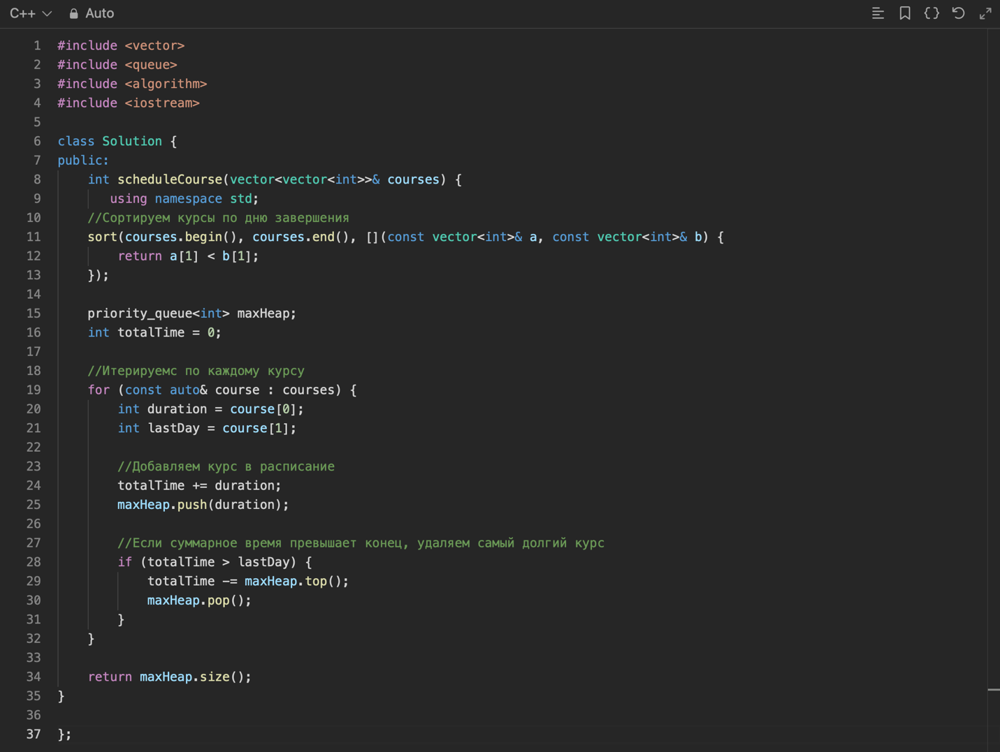 C++ Auto
1 #include <vector>
2 #include <queue>
3 #include <algorithm>
4 #include <iostream>
5
6 class Solution {
7 public:
8     int scheduleCourse(vector<vector<int>>& courses) {
9        using namespace std;
10     //Сортируем курсы по дню завершения
11     sort(courses.begin(), courses.end(), [](const vector<int>& a, const vector<int>& b) {
12         return a[1] < b[1];
13     });
14
15     priority_queue<int> maxHeap;
16     int totalTime = 0;
17
18     //Итерируемс по каждому курсу
19     for (const auto& course : courses) {
20         int duration = course[0];
21         int lastDay = course[1];
22
23         //Добавляем курс в расписание
24         totalTime += duration;
25         maxHeap.push(duration);
26
27         //Если суммарное время превышает конец, удаляем самый долгий курс
28         if (totalTime > lastDay) {
29             totalTime -= maxHeap.top();
30             maxHeap.pop();
31         }
32     }
33
34     return maxHeap.size();
35 }
36
37 };